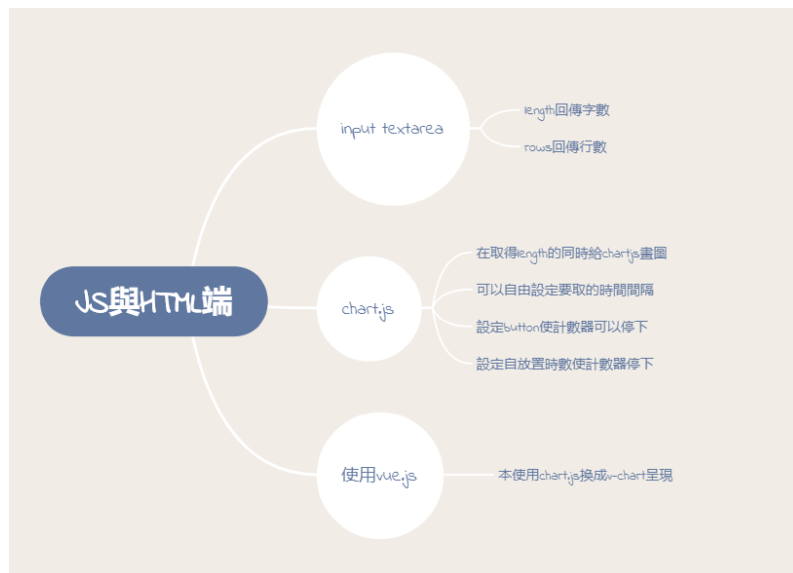 JS與HTML端
input textarea
length回傳字數
rows回傳行數
chart.js
在取得length的同時給chartjs畫圖
可以自由設定要取的時間間隔
設定button使計數器可以停下
設定自放置時數使計數器停下
使用vue.js
本使用chart.js換成v-chart呈現